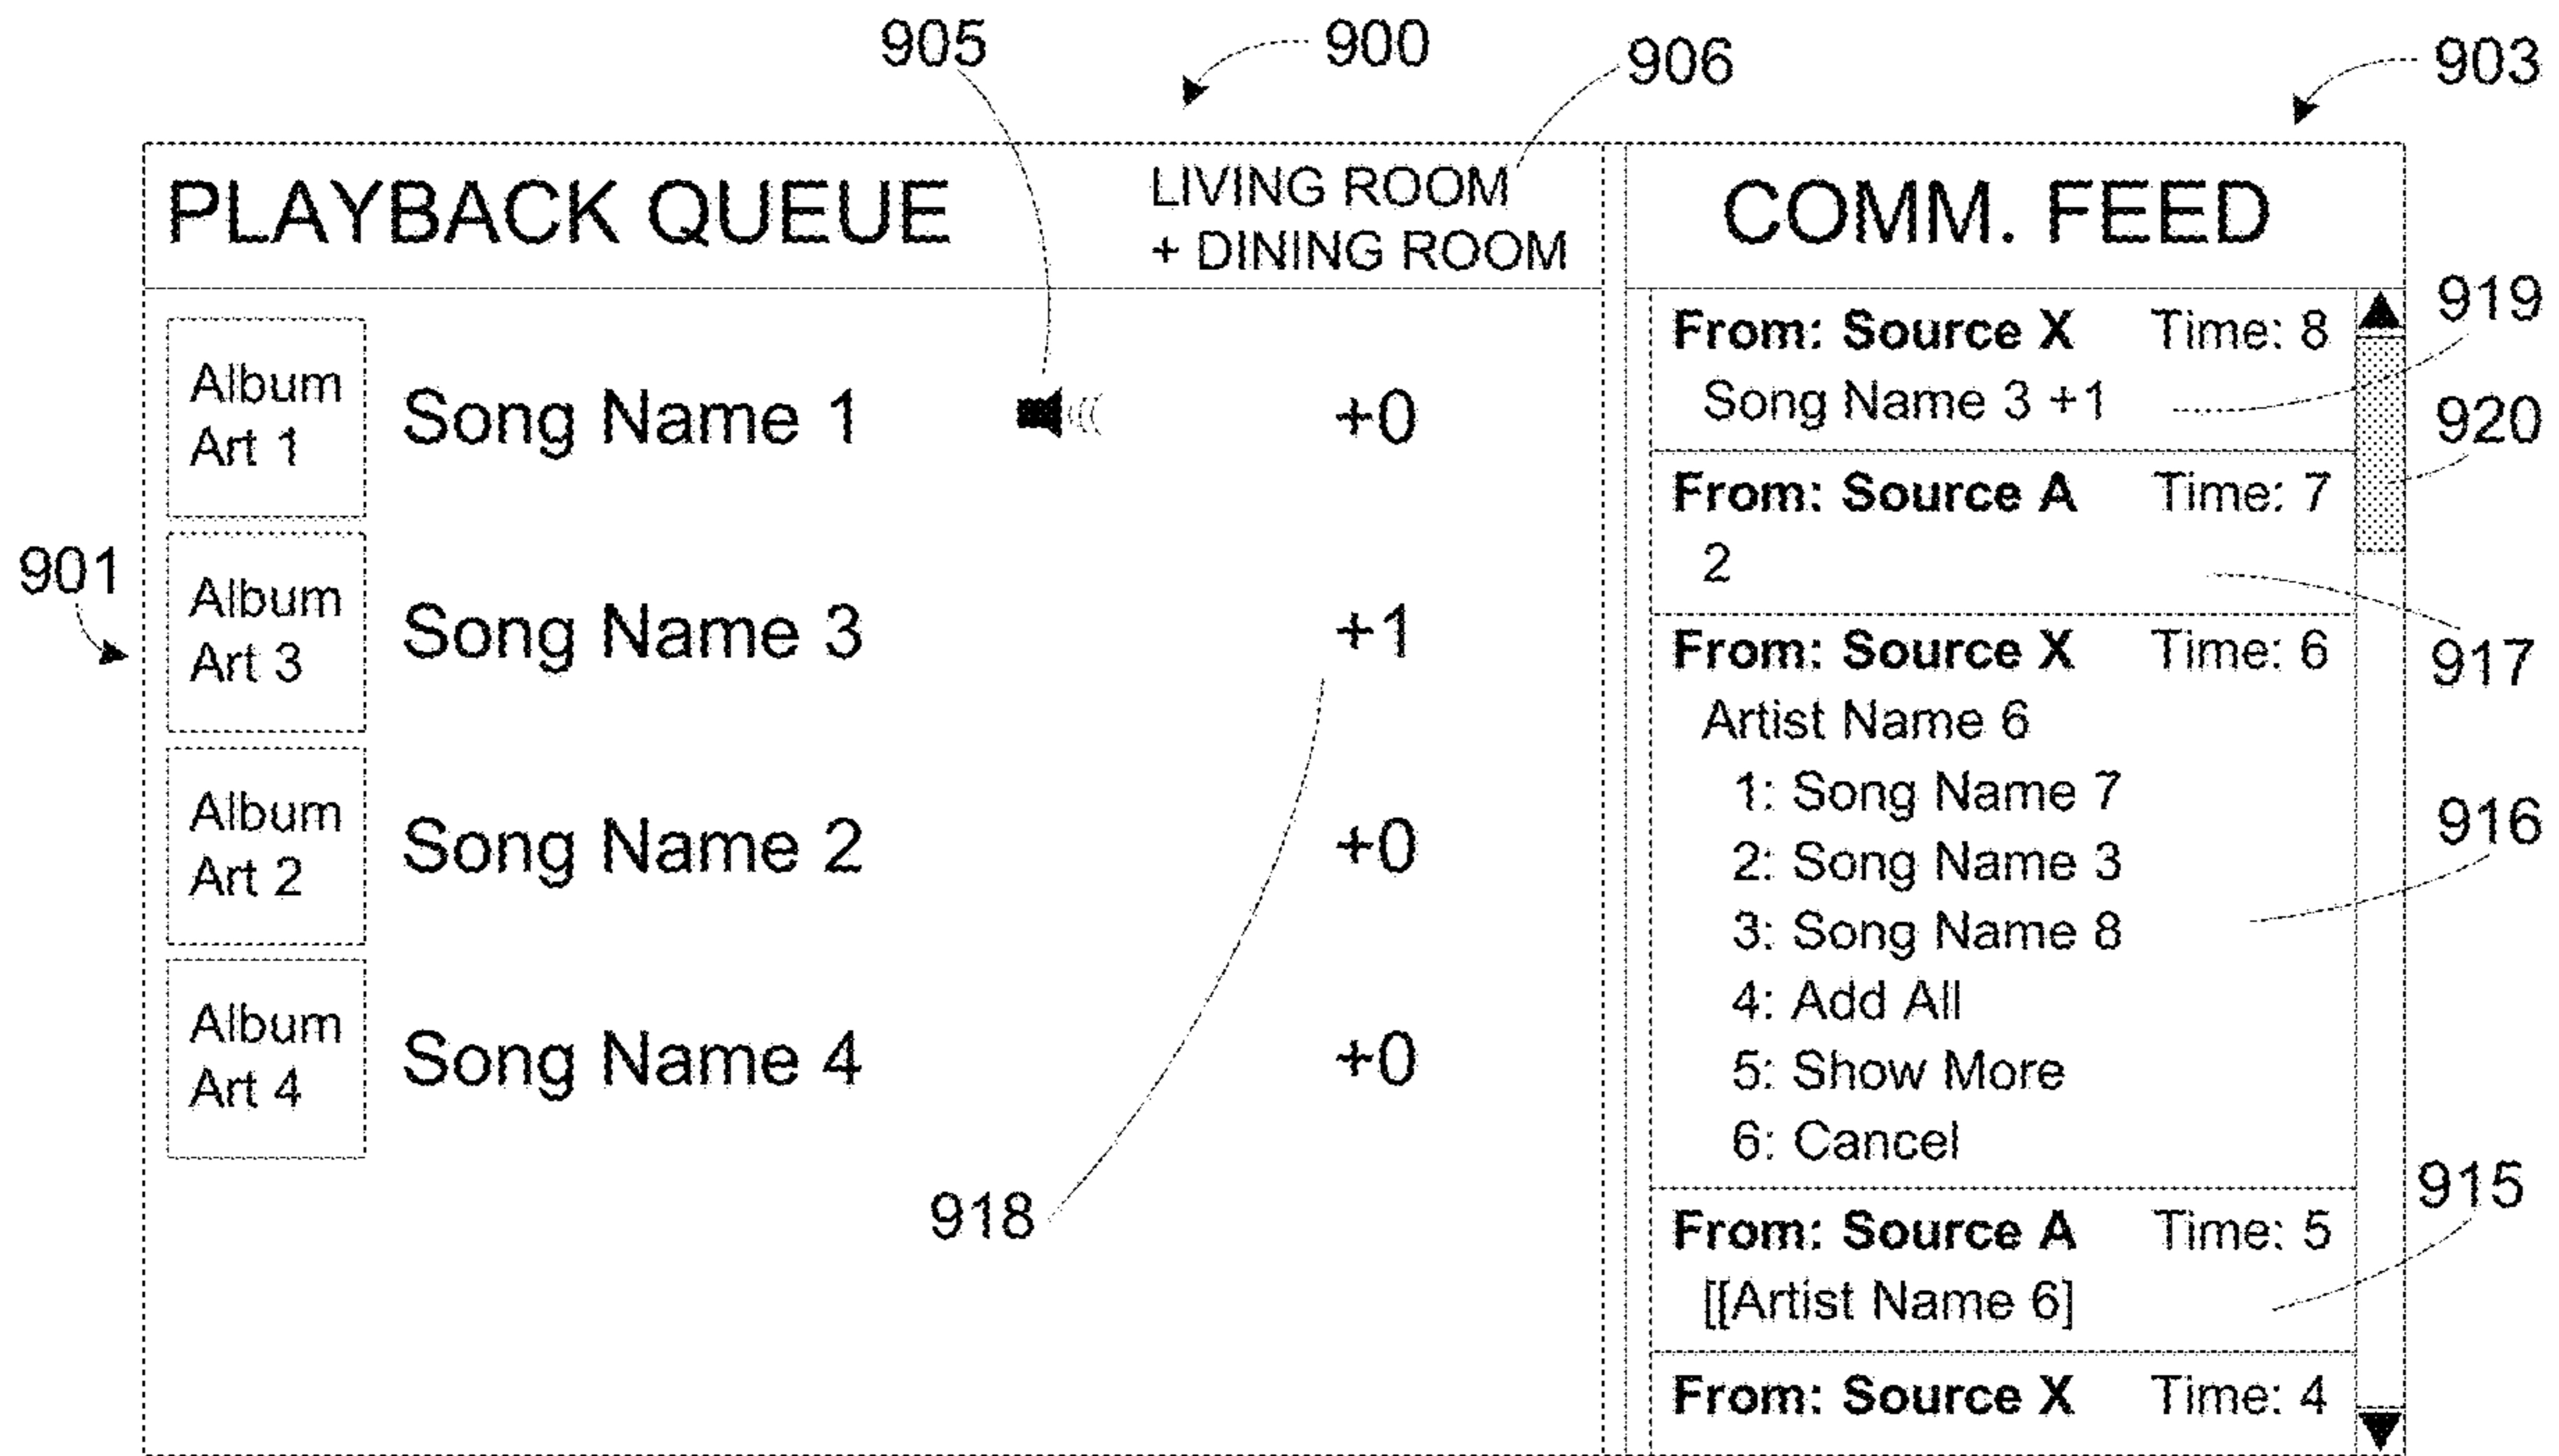 905
900
906
903
PLAYBACK QUEUE
LIVING ROOM
+ DINING ROOM
COMM. FEED
901
Album
Art 1
Song Name 1
+0
Album
Art 3
Song Name 3
+1
Album
Art 2
Song Name 2
+0
Album
Art 4
Song Name 4
+0
918
From: Source X Time: 8
Song Name 3 +1
919
920
From: Source A Time: 7
2
917
From: Source X Time: 6
Artist Name 6
1: Song Name 7
2: Song Name 3
3: Song Name 8
4: Add All
5: Show More
6: Cancel
916
From: Source A Time: 5
[[Artist Name 6]
915
From: Source X Time: 4